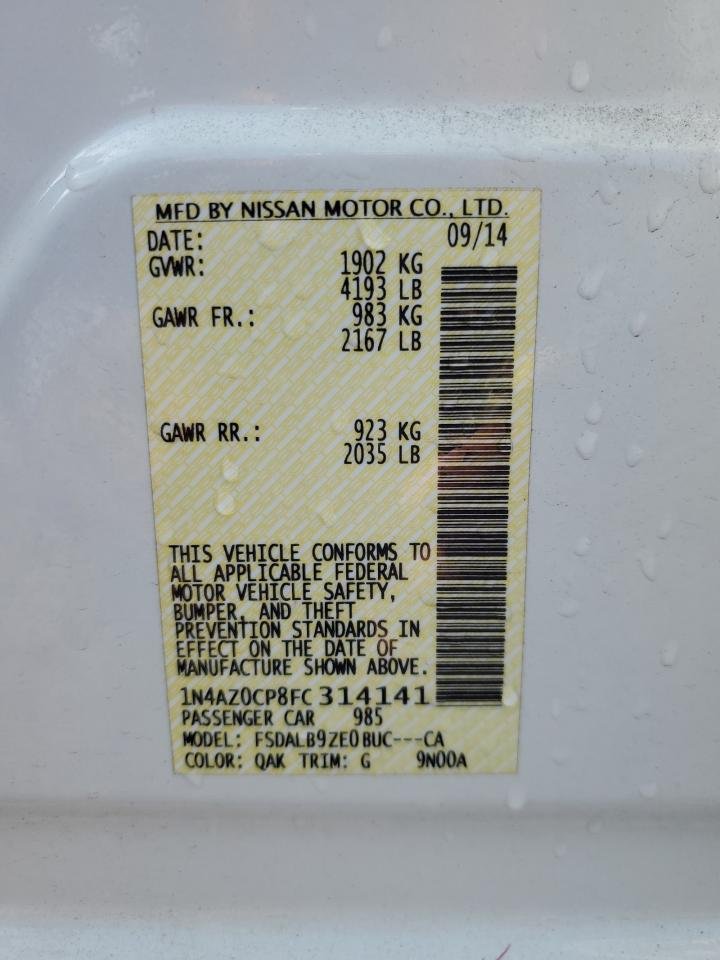 MFD BY NISSAN MOTOR CO., LTD.
DATE: 09/14
GVWR: 1902 KG
4193 LB
GAWR FR.: 983 KG
2167 LB
GAWR RR.: 923 KG
2035 LB
THIS VEHICLE CONFORMS TO
ALL APPLICABLE FEDERAL
MOTOR VEHICLE SAFETY,
BUMPER, AND THEFT
PREVENTION STANDARDS IN
EFFECT ON THE DATE OF
MANUFACTURE SHOWN ABOVE.
1N4AZ0CP8FC314141
PASSENGER CAR 985
MODEL: FSDALB9ZE0BUC---CA
COLOR: QAK TRIM: G 9N00A